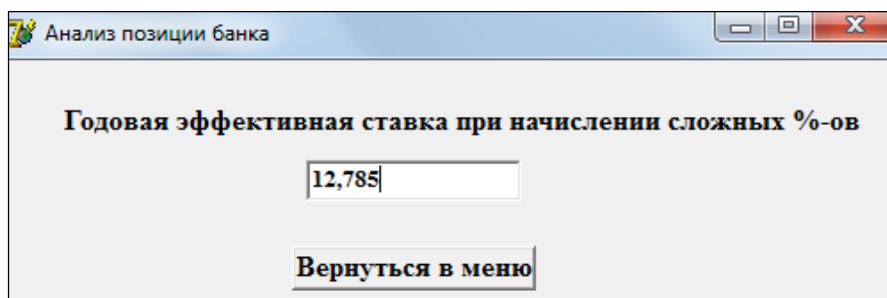 Анализ позиции банка
Годовая эффективная ставка при начислении сложных %-ов
12,785
Вернуться в меню